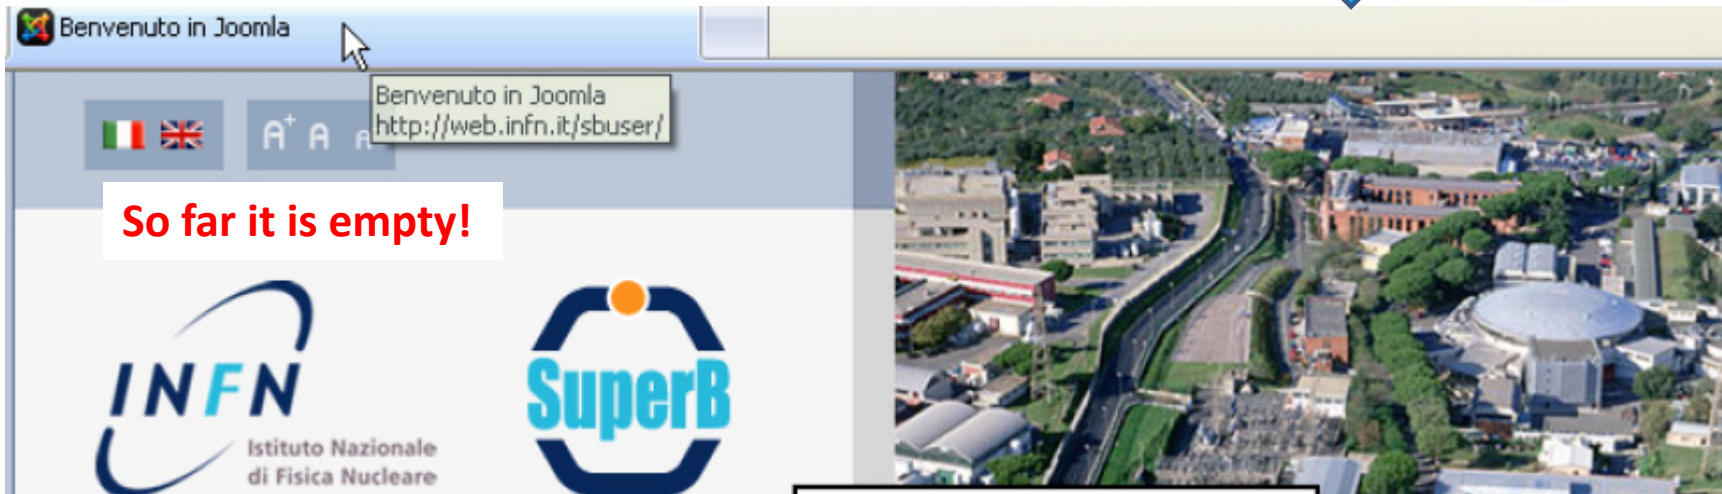 Benvenuto in Joomla
Benvenuto in Joomla
http://web.infn.it/sbuser/
A+ A A
So far it is empty!
INFN
Istituto Nazionale
di Fisica Nucleare
SuperB